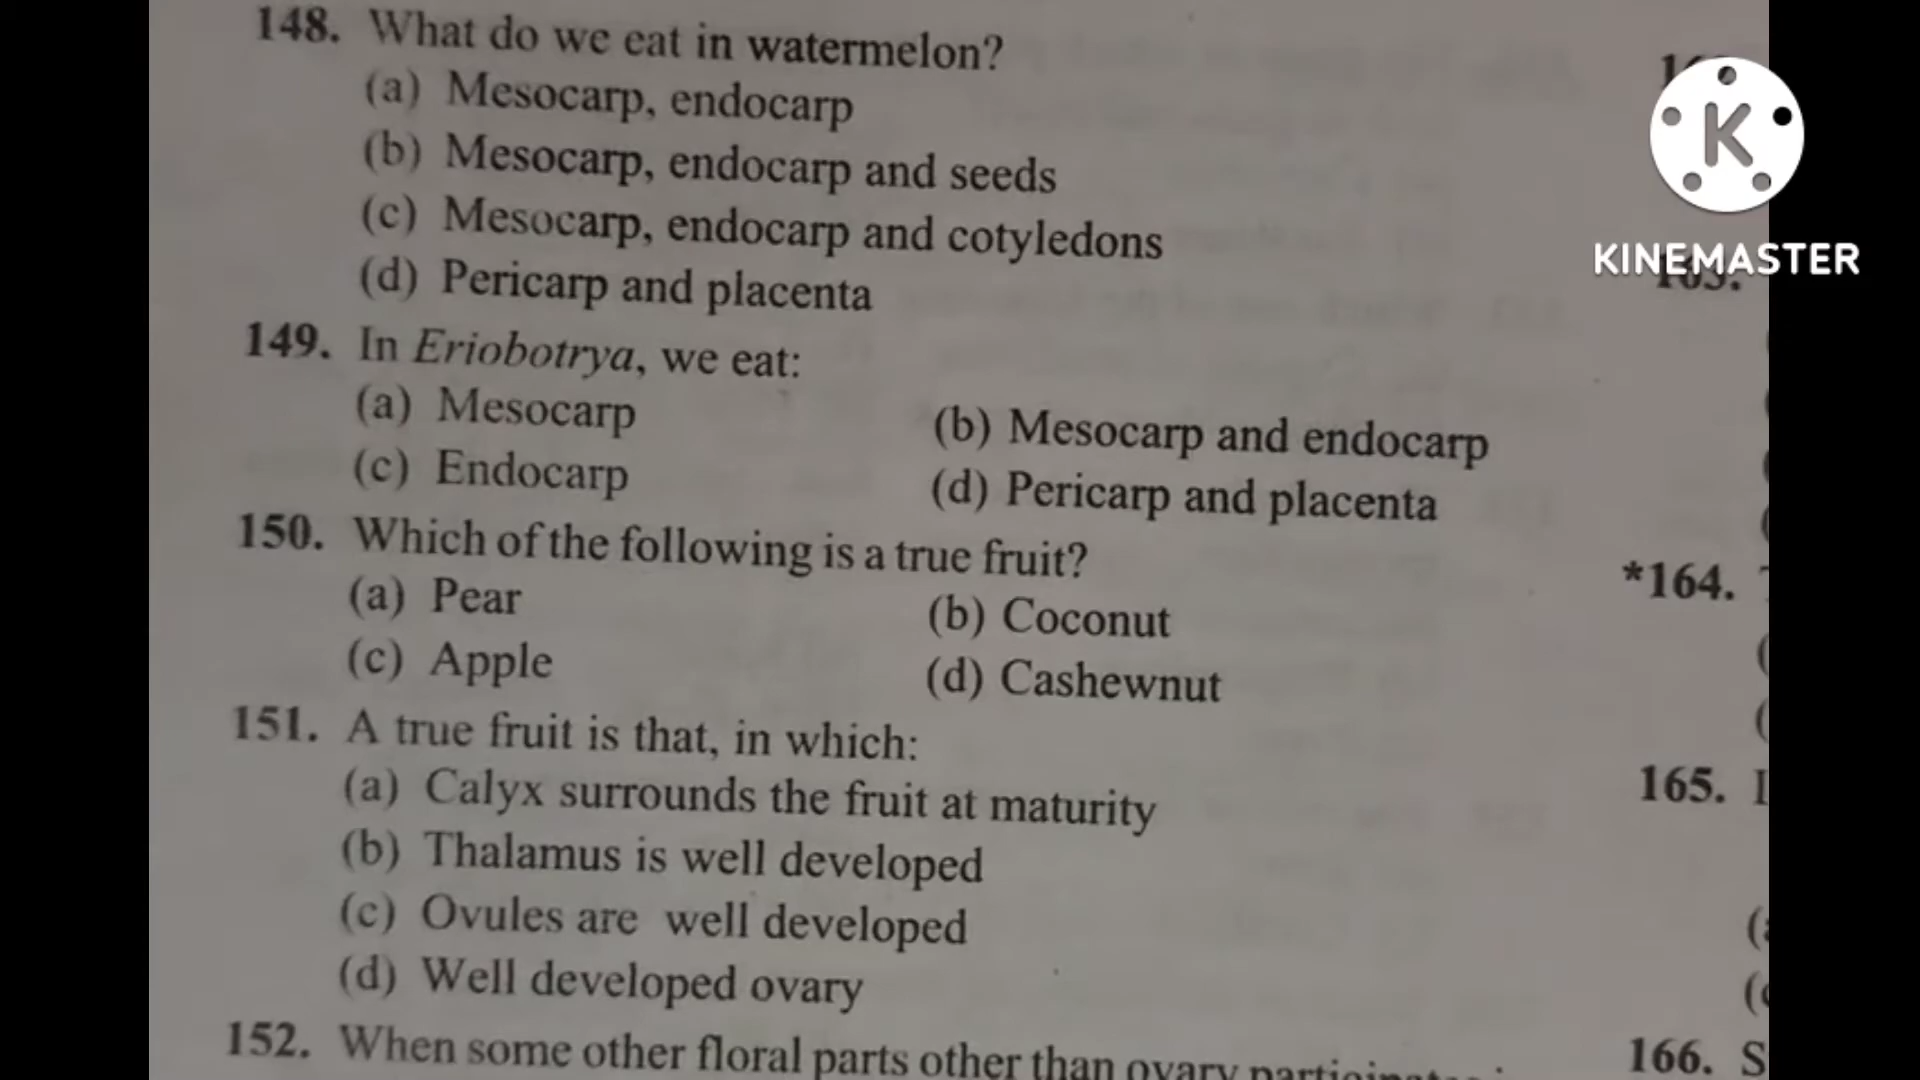 148. What do we eat in watermelon?
(a) Mesocarp, endocarp
(b) Mesocarp, endocarp and seeds
(c) Mesocarp, endocarp and cotyledons
(d) Pericarp and placenta
149. In Eriobotrya, we eat:
(a) Mesocarp (b) Mesocarp and endocarp
(c) Endocarp (d) Pericarp and placenta
150. Which of the following is a true fruit?
(a) Pear (b) Coconut
(c) Apple (d) Cashewnut
151. A true fruit is that, in which:
(a) Calyx surrounds the fruit at maturity
(b) Thalamus is well developed
(c) Ovules are well developed
(d) Well developed ovary
152. When some other floral parts other than ovary
*164.
165.
166. S
K
KINEMASTER